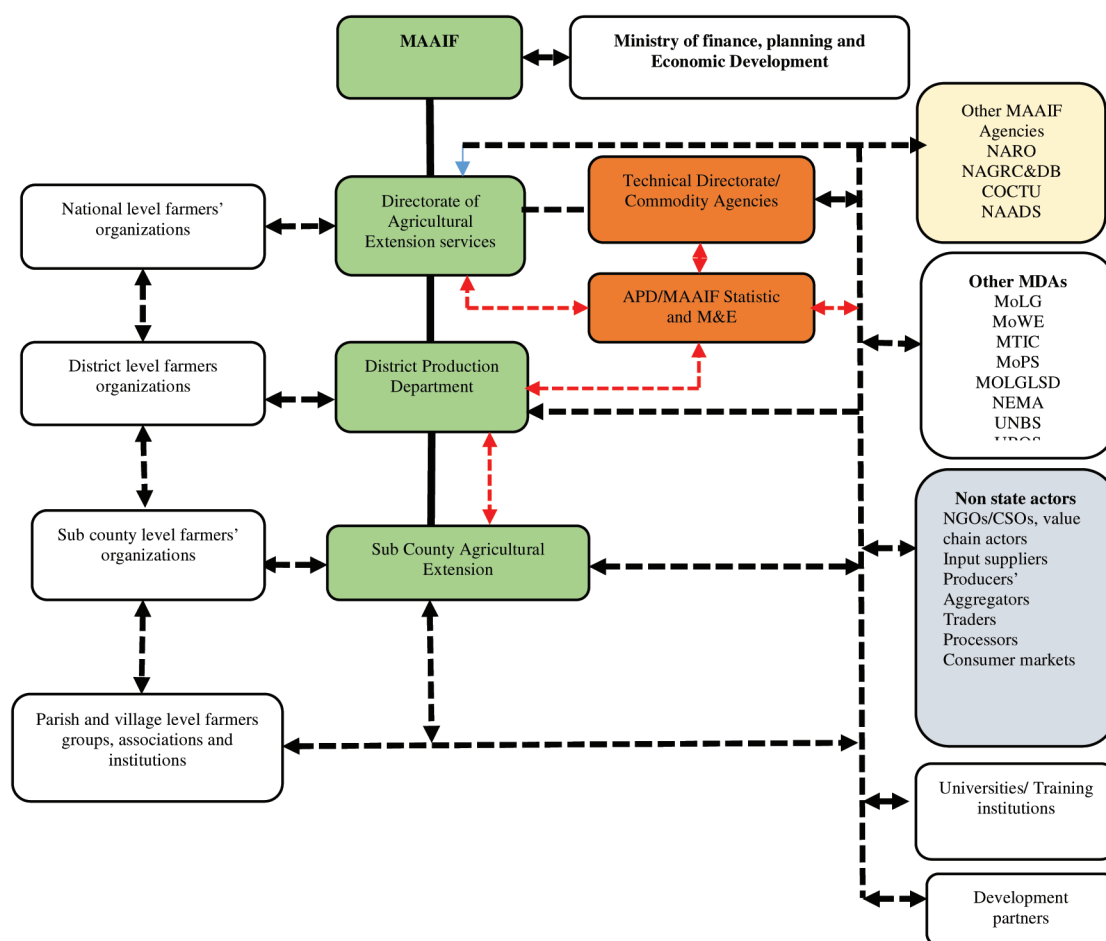 MAAIF
Ministry of finance, planning and
Economic Development
Other MAAIF
Agencies
NARO
NAGRC&DB
COCTU
NAADS
National level farmers'
organizations
Directorate of
Agricultural
Extension services
Technical Directorate/
Commodity Agencies
APD/MAAIF Statistic
and M&E
Other MDAs
MoLG
MoWE
MTIC
MoPS
MOLGLSD
NEMA
UNBS
District level farmers
organizations
District Production
Department
Non state actors
NGOs/CSOs, value
chain actors
Input suppliers
Producers'
Aggregators
Traders
Processors
Consumer markets
Sub county level farmers'
organizations
Sub County Agricultural
Extension
Parish and village level farmers
groups, associations and
institutions
Universities/ Training
institutions
Development
partners